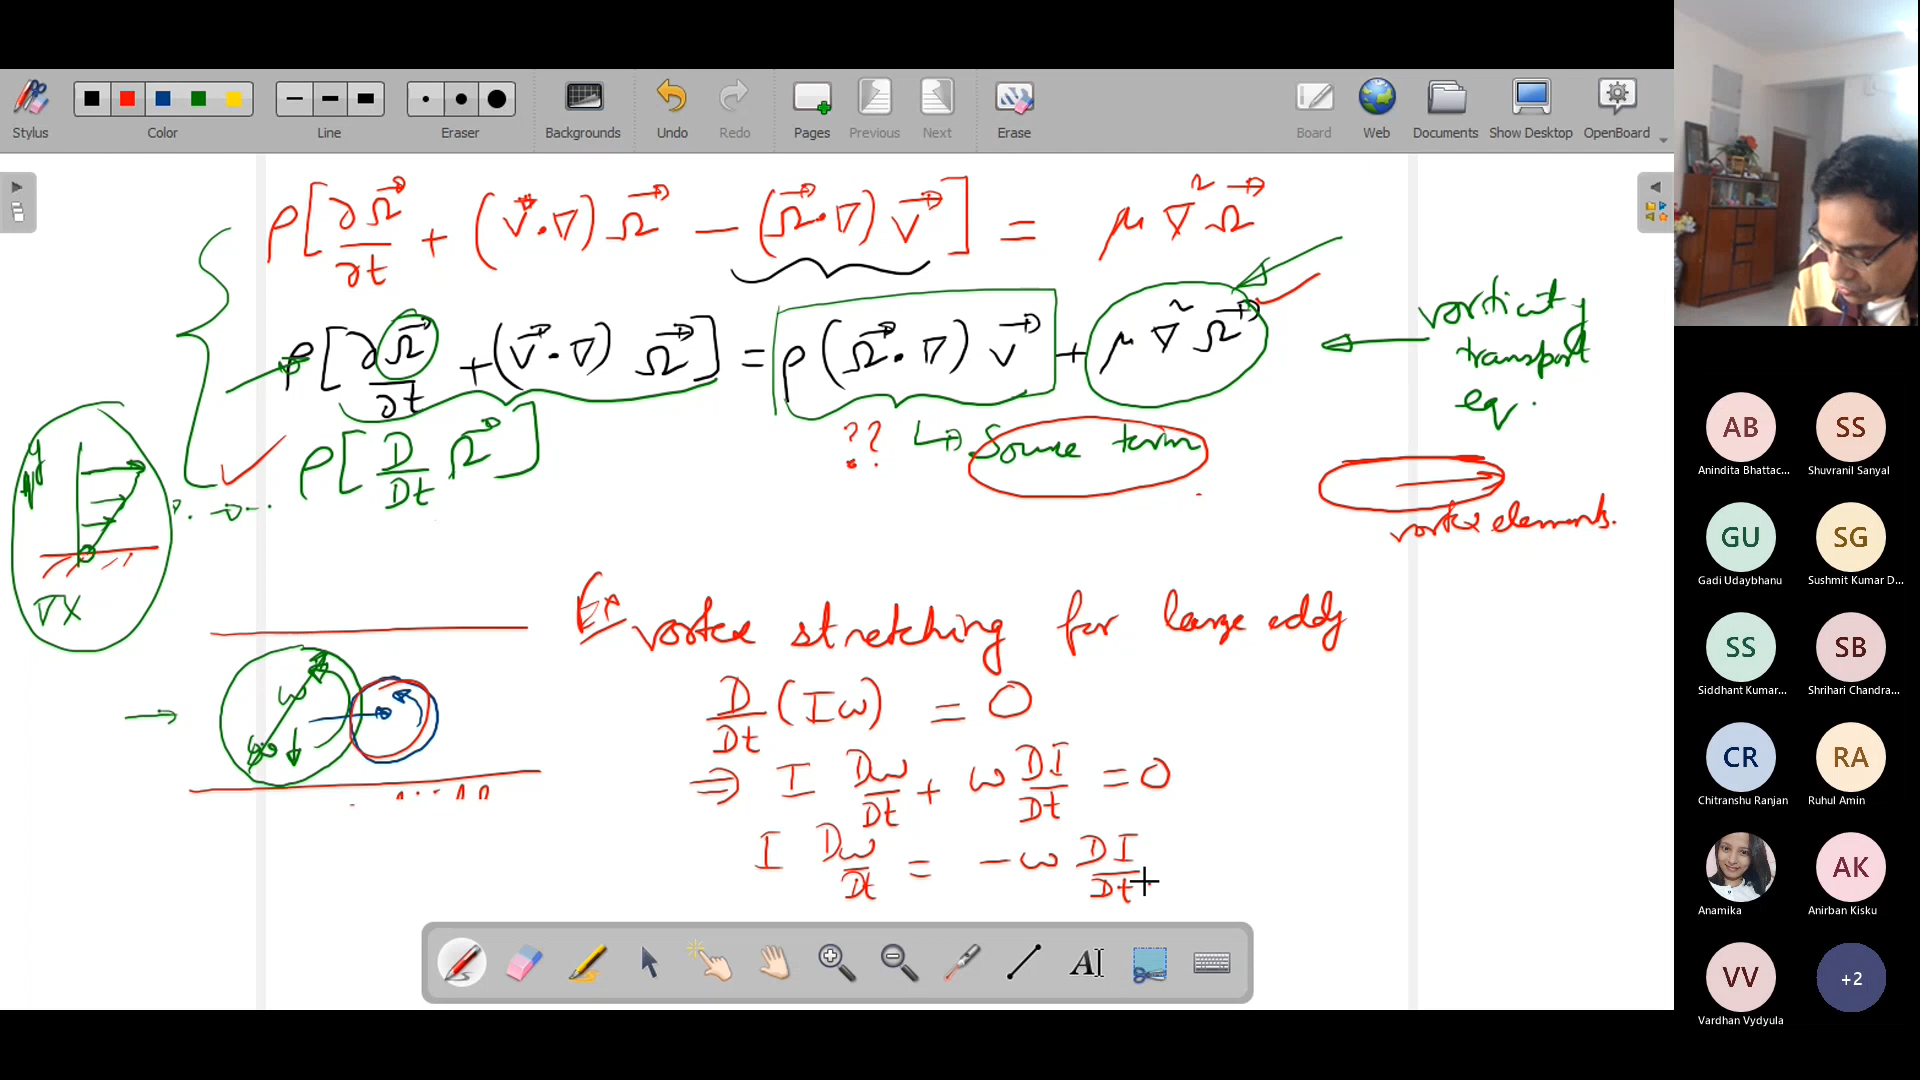 Stylus Color Line Eraser Backgrounds Undo Redo Pages Previous Next Erase Board Web Documents Show Desktop OpenBoard
ρ[∂Ω⃗/∂t + (V⃗·∇)Ω⃗ − (Ω⃗·∇)V⃗] = μ∇²Ω⃗
ρ[∂Ω⃗/∂t + (V⃗·∇)Ω⃗] = ρ(Ω⃗·∇)V⃗ + μ∇²Ω⃗
vorticity
transport
eq.
ρ[D/Dt Ω⃗]
?? ↳ Source term
y
vortex elements.
∇X
Ex vortex stretching for large eddy
ω
D/Dt (Iω) = 0
⇒ I Dω/Dt + ω DI/Dt = 0
I Dω/Dt = −ω DI/Dt
AI
AB SS
Anindita Bhattac... Shuvranil Sanyal
GU SG
Gadi Udaybhanu Sushmit Kumar D...
SS SB
Siddhant Kumar... Shrihari Chandra...
CR RA
Chitranshu Ranjan Ruhul Amin
AK
Anamika Anirban Kisku
VV +2
Vardhan Vydyula